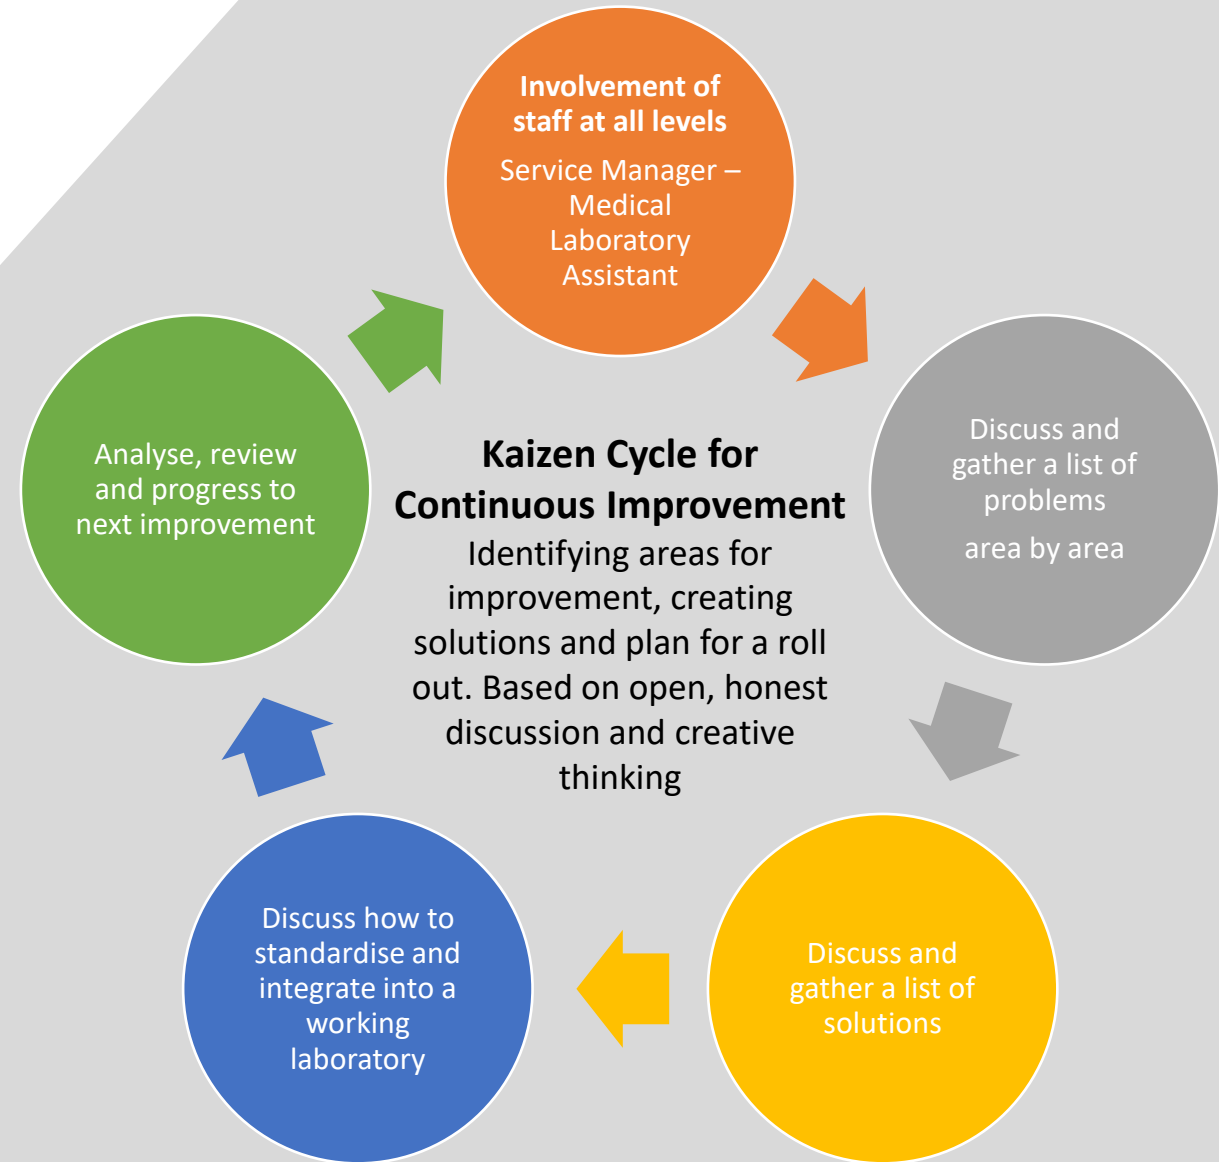 Involvement of
staff at all levels
Service Manager –
Medical
Laboratory
Assistant
Discuss and
gather a list of
problems
area by area
Discuss and
gather a list of
solutions
Discuss how to
standardise and
integrate into a
working
laboratory
Analyse, review
and progress to
next improvement
Kaizen Cycle for
Continuous Improvement
Identifying areas for
improvement, creating
solutions and plan for a roll
out. Based on open, honest
discussion and creative
thinking